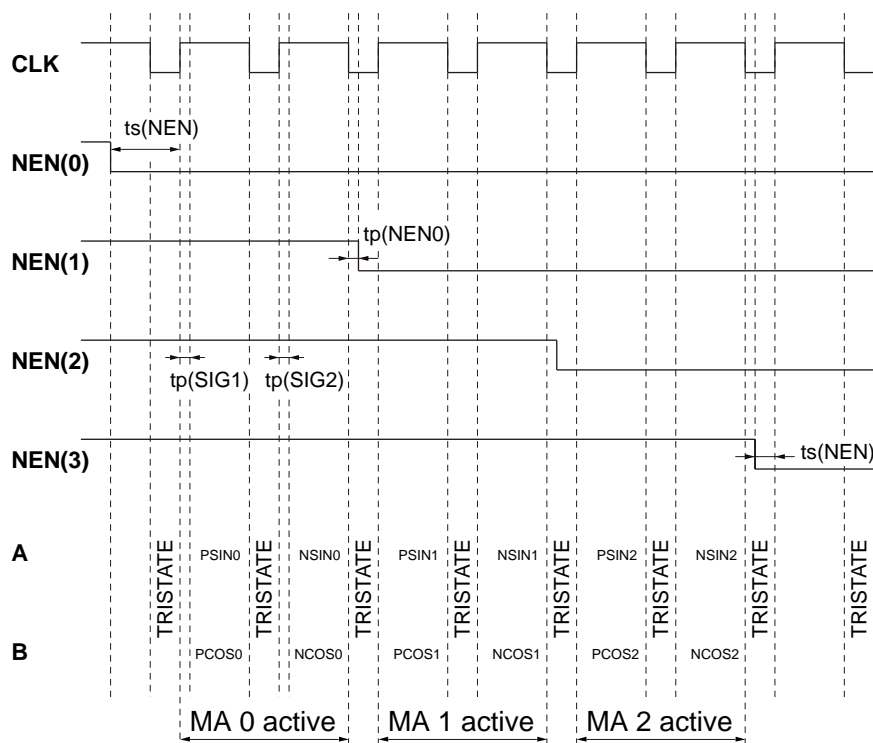 CLK
ts(NEN)
NEN(0)
tp(NEN0)
NEN(1)
NEN(2)
tp(SIG1) tp(SIG2)
NEN(3)
ts(NEN)
A
TRISTATE PSIN0 TRISTATE NSIN0 TRISTATE PSIN1 TRISTATE NSIN1 TRISTATE PSIN2 TRISTATE NSIN2 TRISTATE TRISTATE
B
PCOS0 NCOS0 PCOS1 NCOS1 PCOS2 NCOS2
MA 0 active MA 1 active MA 2 active